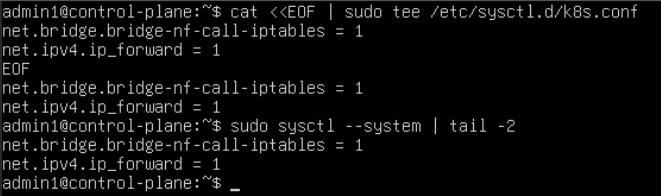 admin1@control-plane:~$ cat <<EOF | sudo tee /etc/sysctl.d/k8s.conf
net.bridge.bridge-nf-call-iptables = 1
net.ipv4.ip_forward = 1
EOF
net.bridge.bridge-nf-call-iptables = 1
net.ipv4.ip_forward = 1
admin1@control-plane:~$ sudo sysctl --system | tail -2
net.bridge.bridge-nf-call-iptables = 1
net.ipv4.ip_forward = 1
admin1@control-plane:~$ _